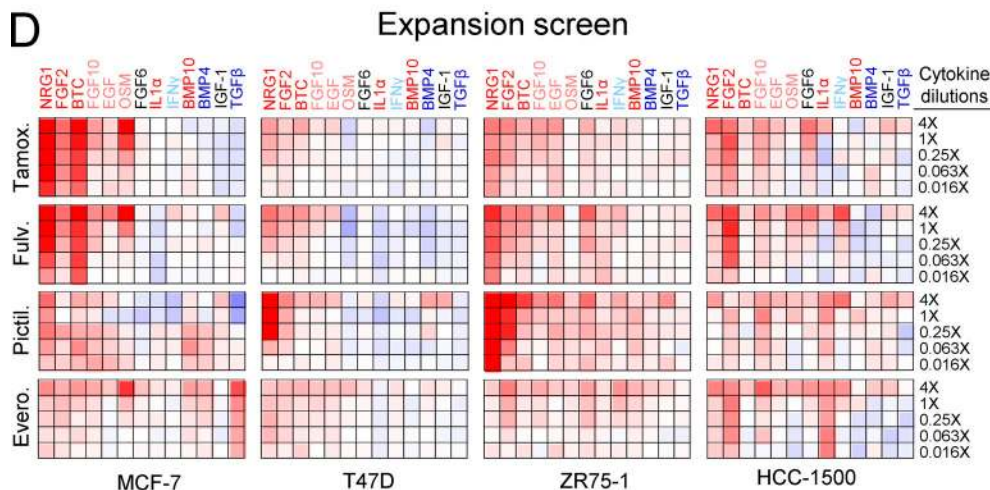 D
Expansion screen
NRG1 FGF2 BTC FGF10 EGF OSM FGF6 IL1α IFNγ BMP10 BMP4 IGF-1 TGFβ
NRG1 FGF2 BTC FGF10 EGF OSM FGF6 IL1α IFNγ BMP10 BMP4 IGF-1 TGFβ
NRG1 FGF2 BTC FGF10 EGF OSM FGF6 IL1α IFNγ BMP10 BMP4 IGF-1 TGFβ
NRG1 FGF2 BTC FGF10 EGF OSM FGF6 IL1α IFNγ BMP10 BMP4 IGF-1 TGFβ
Cytokine
dilutions
Tamox.
4X
1X
0.25X
0.063X
0.016X
Fulv.
4X
1X
0.25X
0.063X
0.016X
Pictil.
4X
1X
0.25X
0.063X
0.016X
Evero.
4X
1X
0.25X
0.063X
0.016X
MCF-7 T47D ZR75-1 HCC-1500